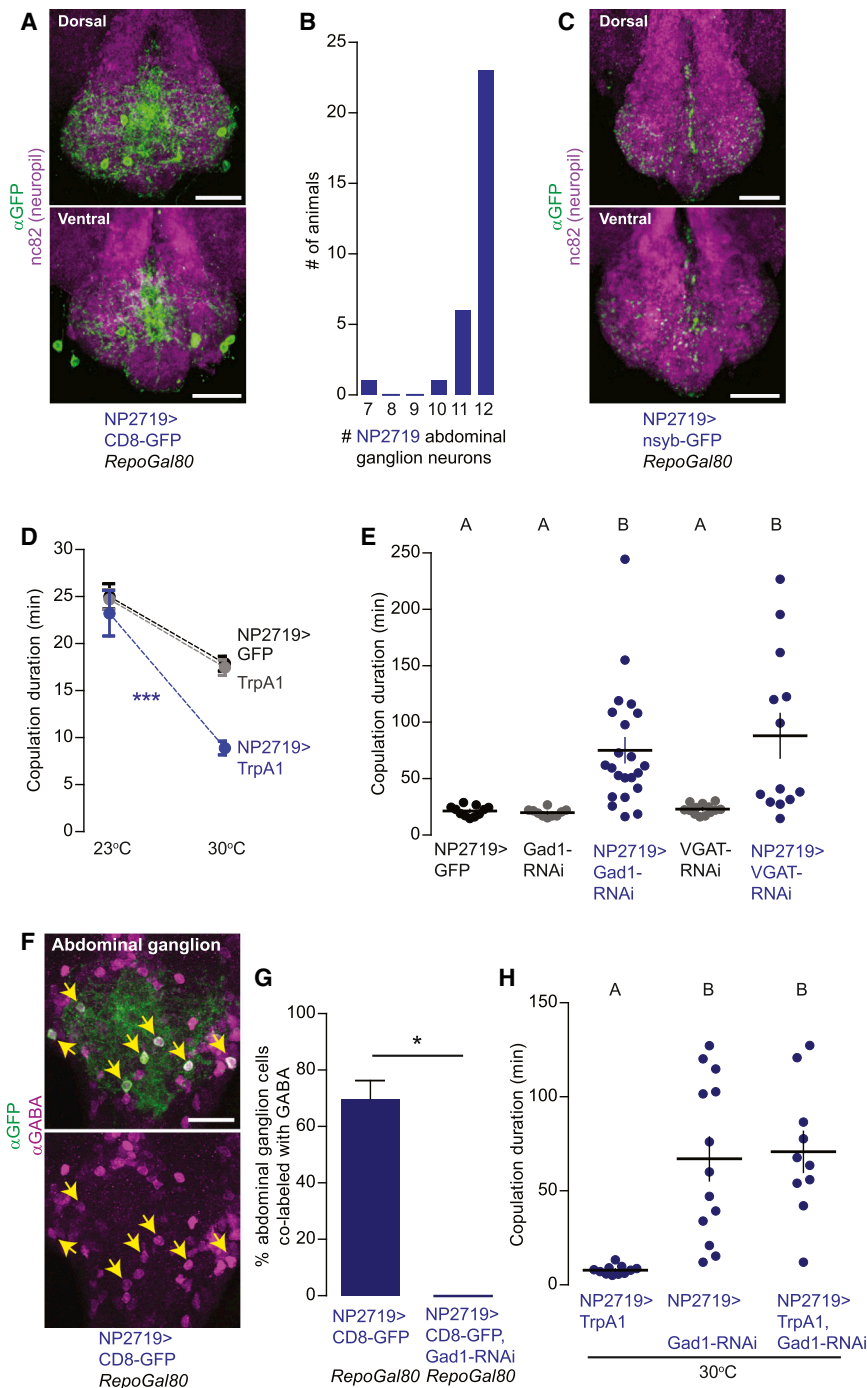 A
Dorsal
Ventral
αGFP
nc82 (neuropil)
NP2719>
CD8-GFP
RepoGal80
B
25
20
15
10
5
0
# of animals
7 8 9 10 11 12
# NP2719 abdominal
ganglion neurons
C
Dorsal
Ventral
αGFP
nc82 (neuropil)
NP2719>
nsyb-GFP
RepoGal80
D
30
25
20
15
10
5
0
Copulation duration (min)
NP2719>
GFP
TrpA1
***
NP2719>
TrpA1
23°C 30°C
E
A A B A B
250
200
150
100
50
0
Copulation duration (min)
NP2719>
GFP
Gad1-
RNAi
NP2719>
Gad1-
RNAi
VGAT-
RNAi
NP2719>
VGAT-
RNAi
F
Abdominal ganglion
αGFP
αGABA
NP2719>
CD8-GFP
RepoGal80
G
100
80
60
40
20
0
% abdominal ganglion cells
co-labeled with GABA
*
NP2719>
CD8-GFP
RepoGal80
NP2719>
CD8-GFP,
Gad1-RNAi
RepoGal80
H
A B B
150
100
50
0
Copulation duration (min)
NP2719>
TrpA1
NP2719>
Gad1-RNAi
NP2719>
TrpA1,
Gad1-RNAi
30°C